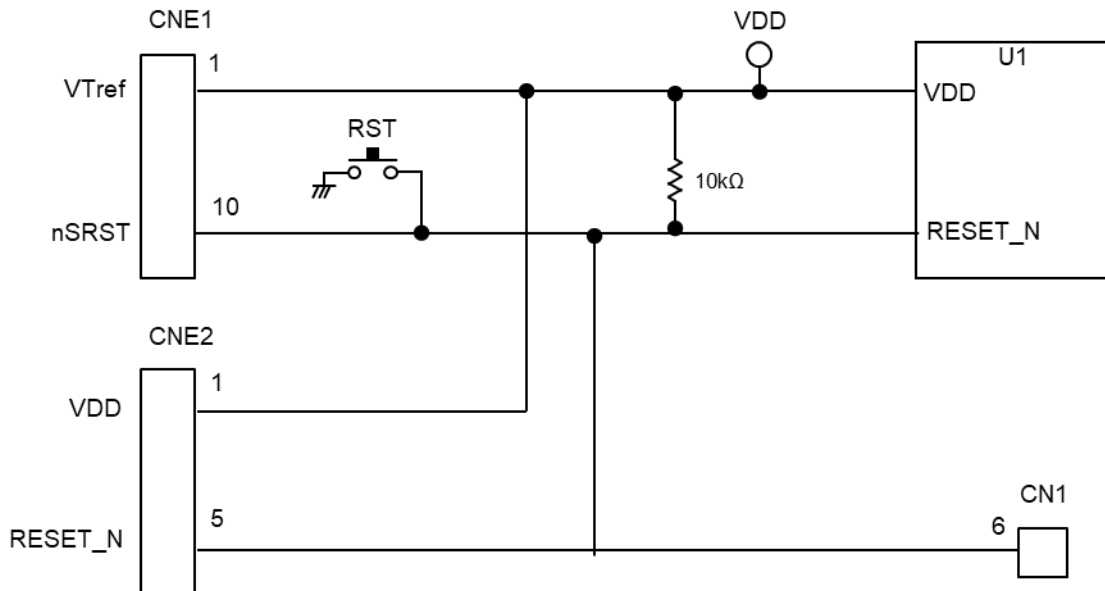 CNE1
VDD
U1
1
VTref
VDD
RST
10kΩ
10
nSRST
RESET_N
CNE2
1
VDD
CN1
5
6
RESET_N